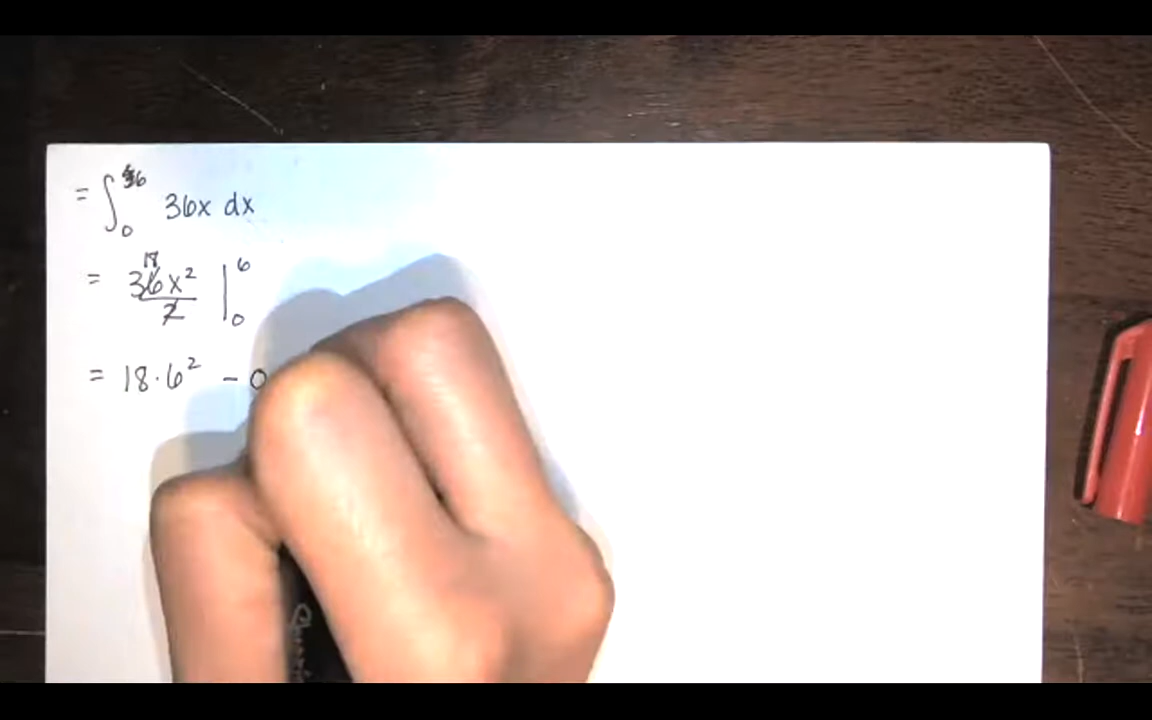 = ∫₀⁶ 36x dx
= 36x²/2 18 |₀⁶
= 18·6² - 0